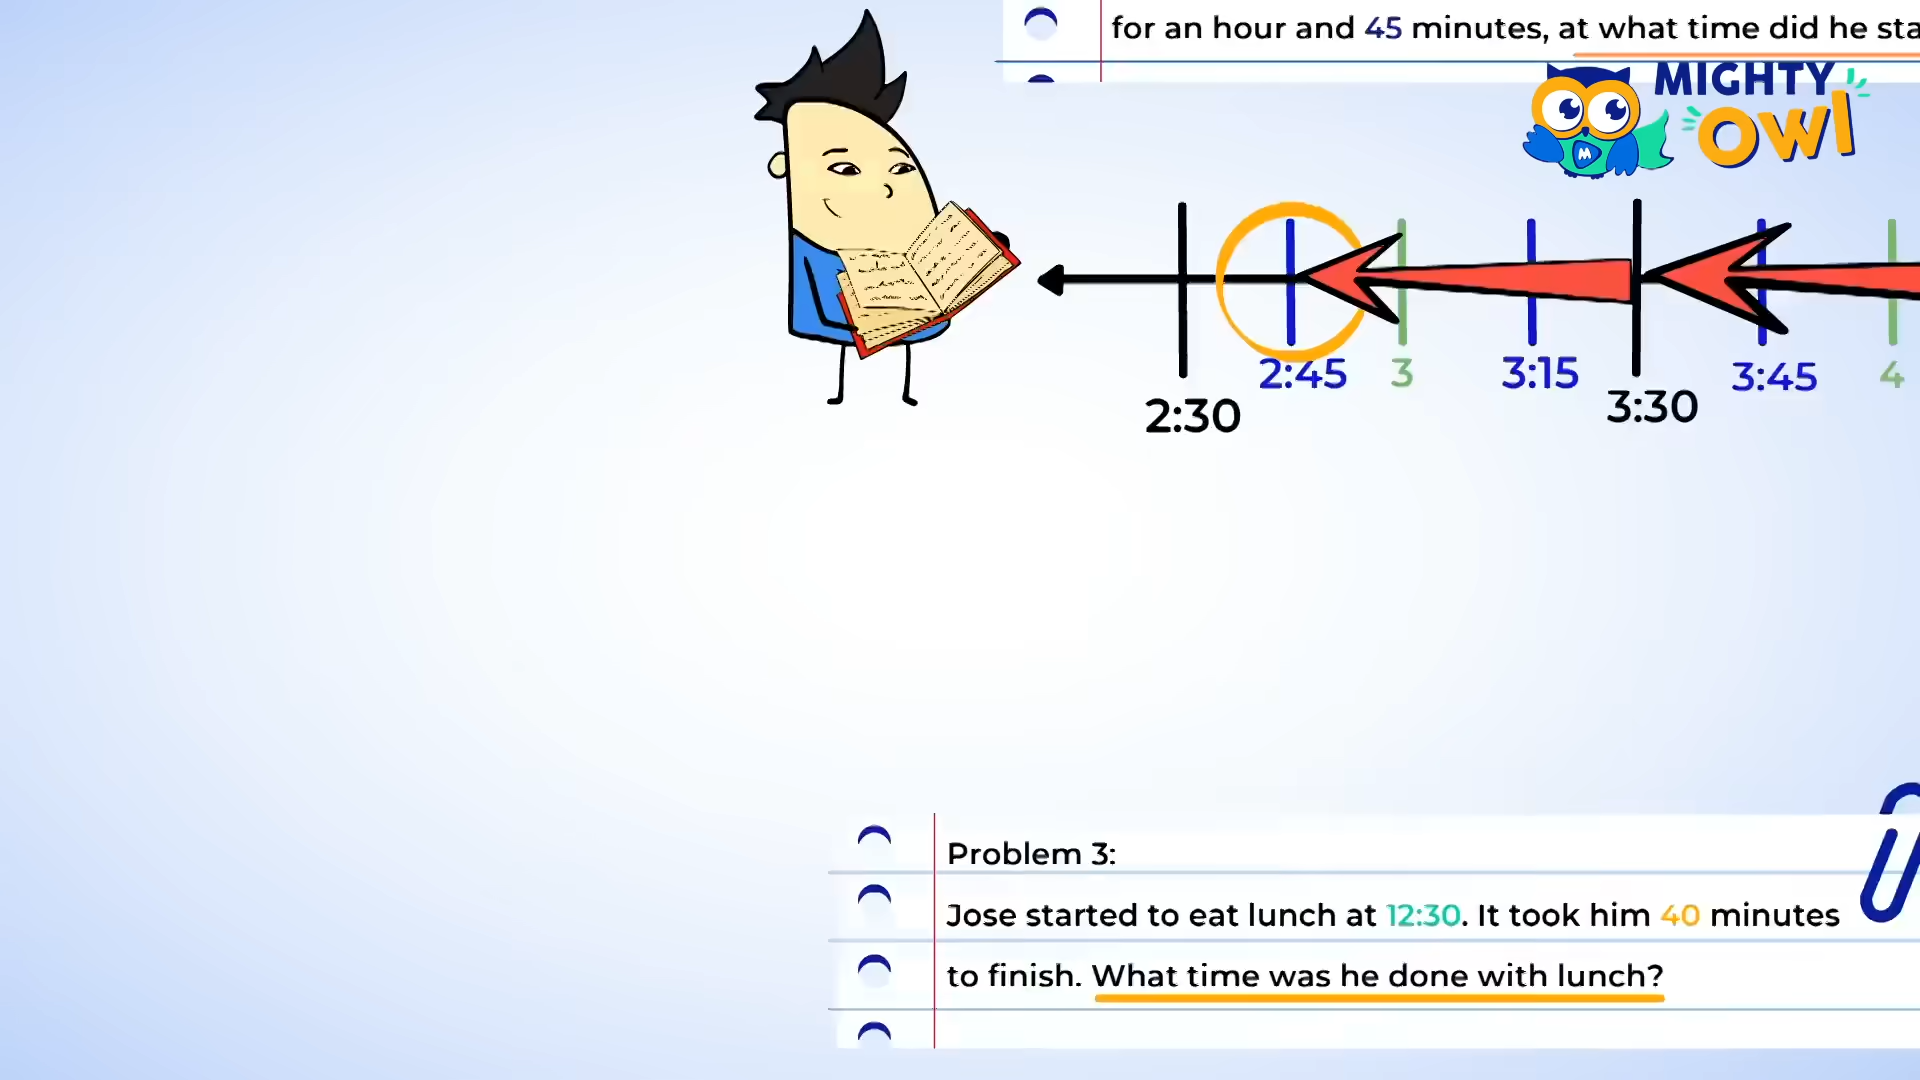 for an hour and 45 minutes, at what time did he sta
MIGHTY
OWL
M
2:45 3 3:15 3:45 4
2:30 3:30
Problem 3:
Jose started to eat lunch at 12:30. It took him 40 minutes
to finish. What time was he done with lunch?